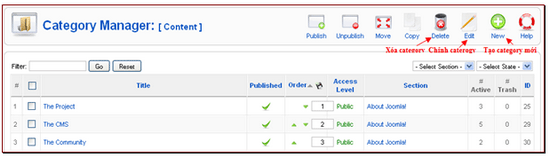 Category Manager: [ Content ]
Publish Unpublish Move Copy Delete Edit New Help
Xóa caterory Chỉnh caterogy Tạo category mới
Filter: Go Reset - Select Section - - Select State -
# Title Published Order Access Level Section # Active # Trash ID
1 The Project 1 Public About Joomla! 3 0 25
2 The CMS 2 Public About Joomla! 5 0 29
3 The Community 3 Public About Joomla! 2 0 30